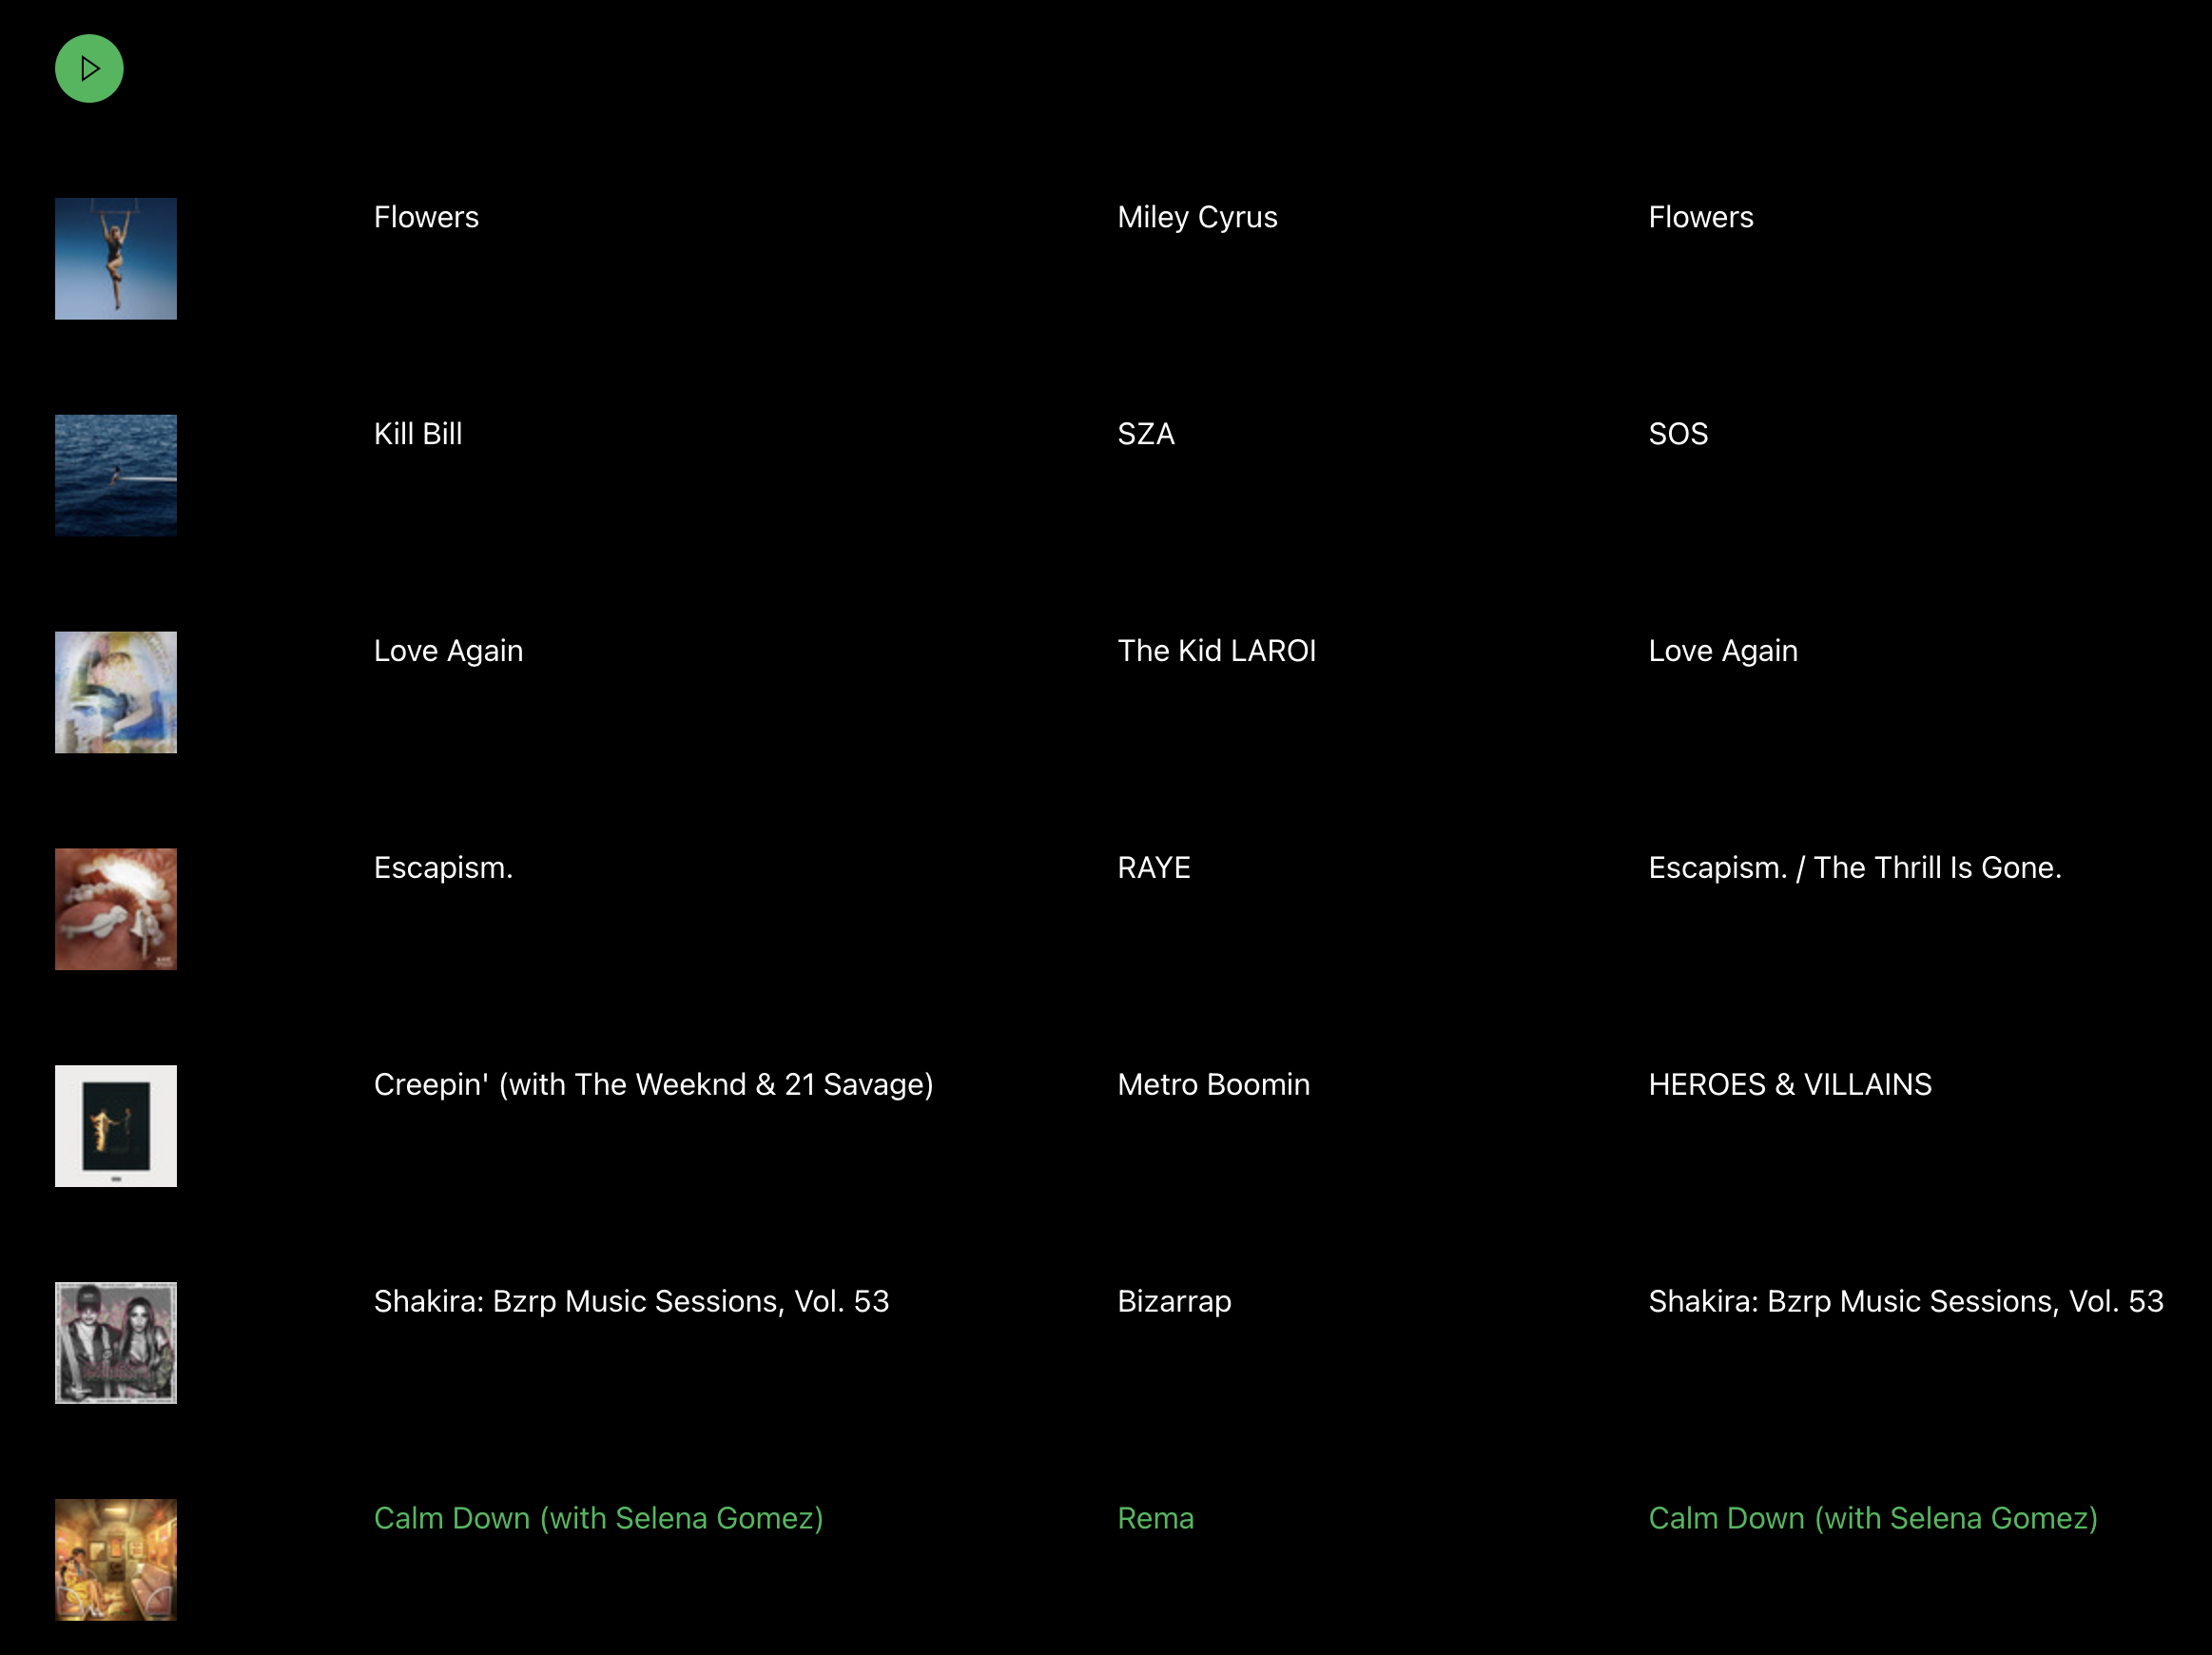 Flowers Miley Cyrus Flowers
Kill Bill SZA SOS
Love Again The Kid LAROI Love Again
Escapism. RAYE Escapism. / The Thrill Is Gone.
Creepin' (with The Weeknd & 21 Savage) Metro Boomin HEROES & VILLAINS
Shakira: Bzrp Music Sessions, Vol. 53 Bizarrap Shakira: Bzrp Music Sessions, Vol. 53
Calm Down (with Selena Gomez) Rema Calm Down (with Selena Gomez)